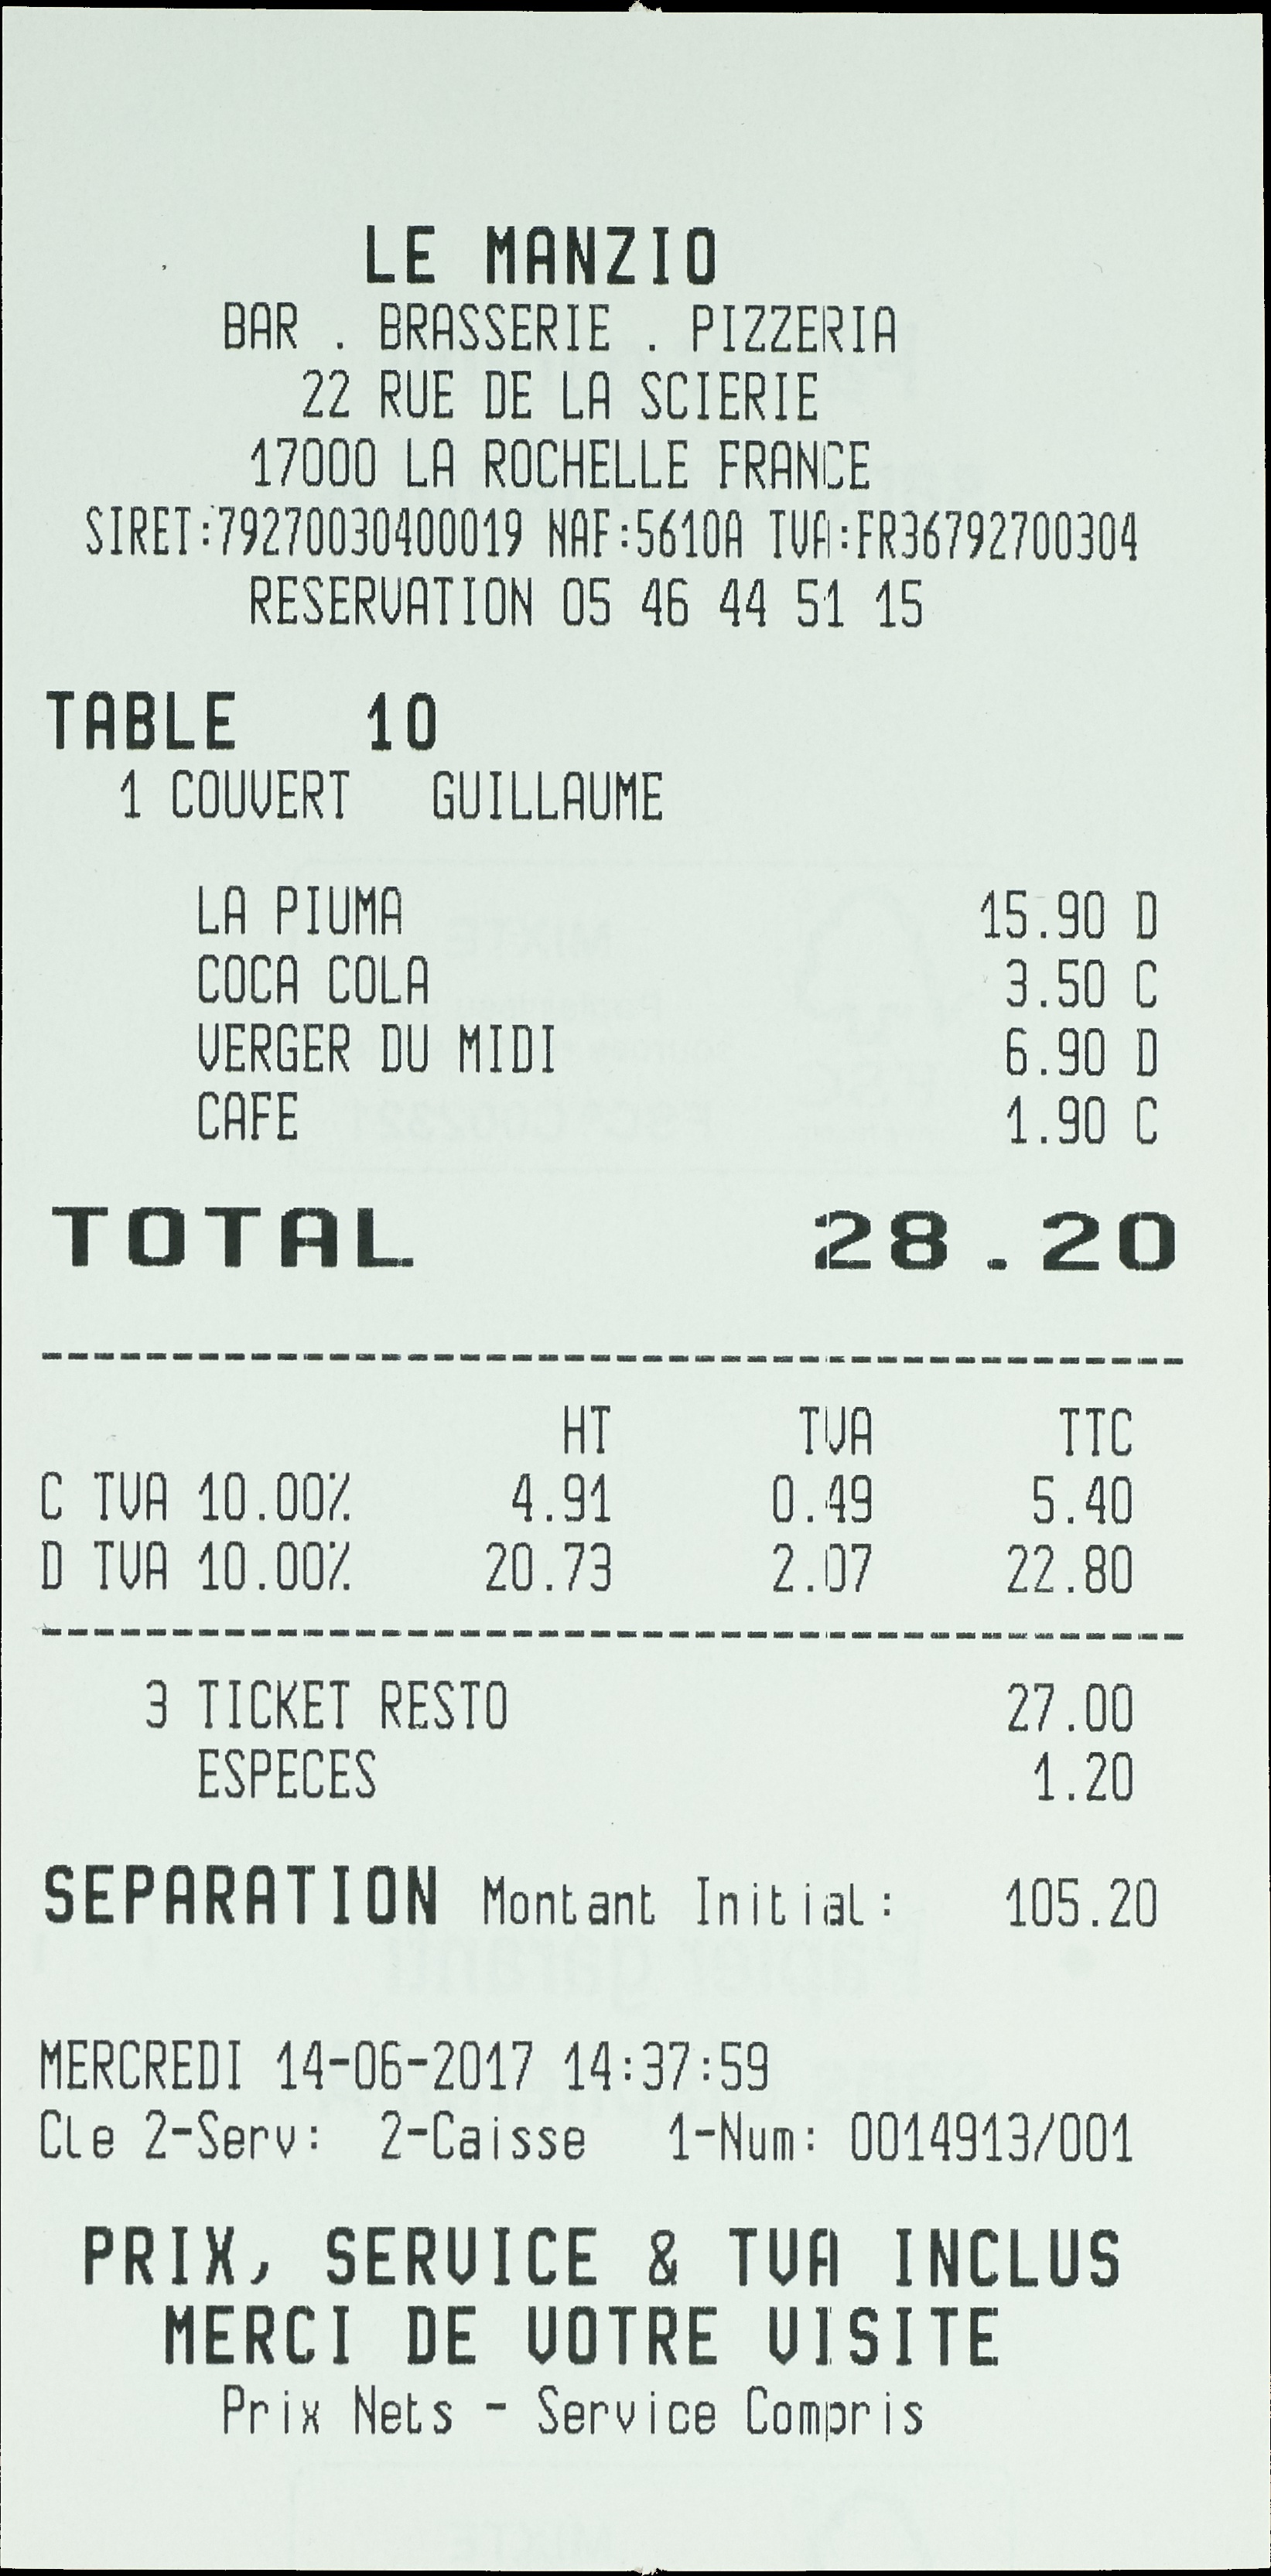 LE MANZIO
BAR . BRASSERIE . PIZZERIA
22 RUE DE LA SCIERIE
17000 LA ROCHELLE FRANCE
SIRET:79270030400019 NAF:5610A TVA:FR36792700304
RESERVATION 05 46 44 51 15
TABLE 10
1 COUVERT GUILLAUME
LA PIUMA 15.90 D
COCA COLA 3.50 C
VERGER DU MIDI 6.90 D
CAFE 1.90 C
TOTAL 28.20
HT TVA TTC
C TVA 10.00% 4.91 0.49 5.40
D TVA 10.00% 20.73 2.07 22.80
3 TICKET RESTO 27.00
ESPECES 1.20
SEPARATION Montant Initial: 105.20
MERCREDI 14-06-2017 14:37:59
Cle 2-Serv: 2-Caisse 1-Num: 0014913/001
PRIX, SERVICE & TVA INCLUS
MERCI DE VOTRE VISITE
Prix Nets - Service Compris